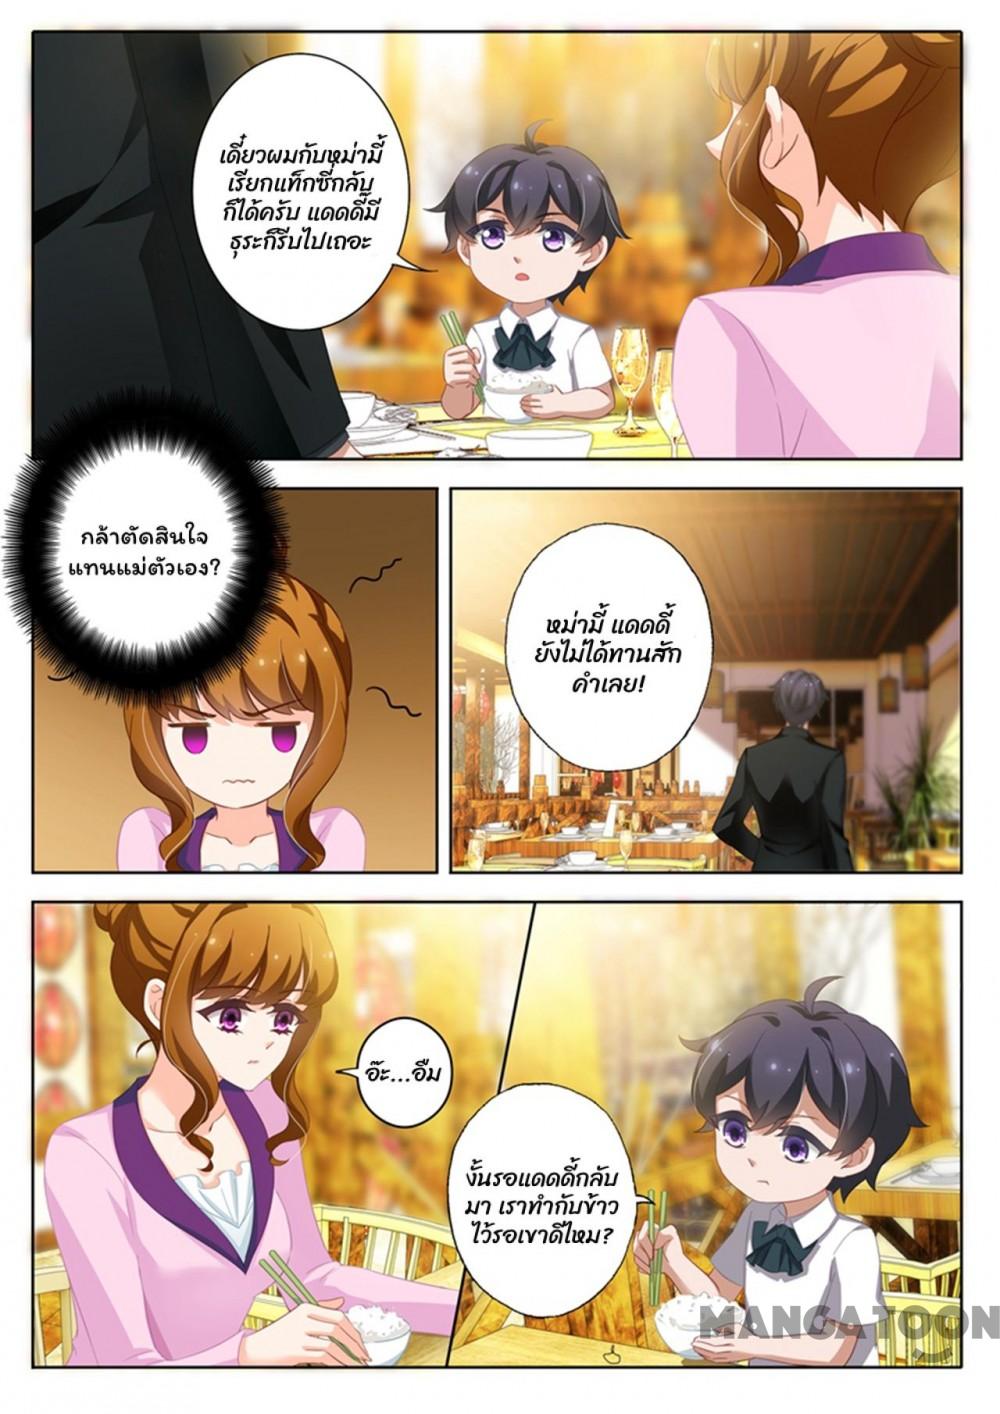 เดี๋ยวผมกับหม่ามี้
เรียกแท็กซี่กลับ
ก็ได้ครับ แดดดี้มี
ธุระก็รีบไปเถอะ
กล้าตัดสินใจ
แทนแม่ตัวเอง?
หม่ามี้ แดดดี้
ยังไม่ได้ทานสัก
คำเลย!
อ๊ะ...อืม
งั้นรอแดดดี้กลับ
มา เราทำกับข้าว
ไว้รอเขาดีไหม?
MANGATOON